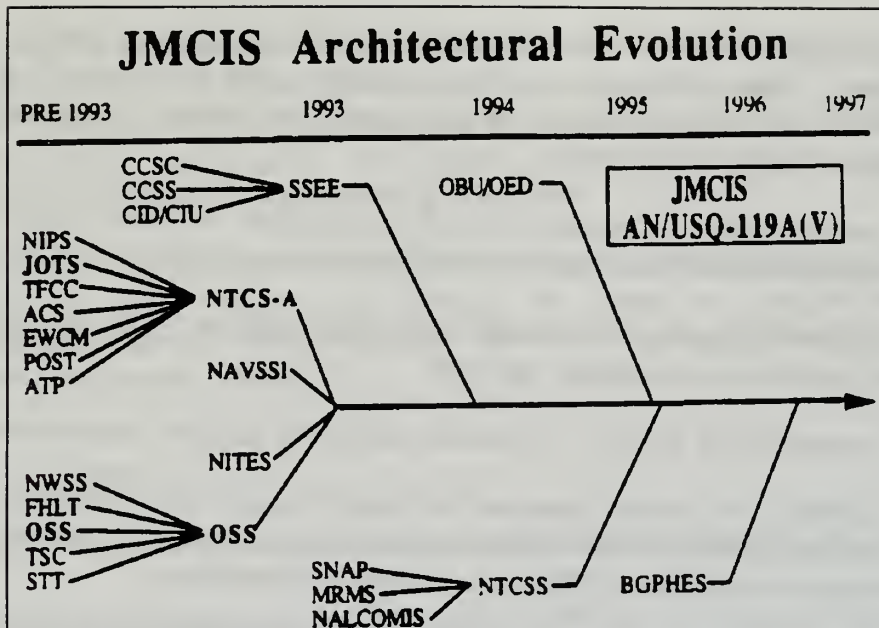 JMCIS Architectural Evolution
PRE 1993 1993 1994 1995 1996 1997
CCSC
CCSS
CID/CIU
SSEE
OBU/OED
JMCIS
AN/USQ-119A(V)
NIPS
JOTS
TFCC
ACS
EWCM
POST
ATP
NTCS-A
NAVSSI
NITES
NWSS
FHLT
OSS
TSC
STT
OSS
SNAP
MRMS
NALCOMIS
NTCSS
BGPHES